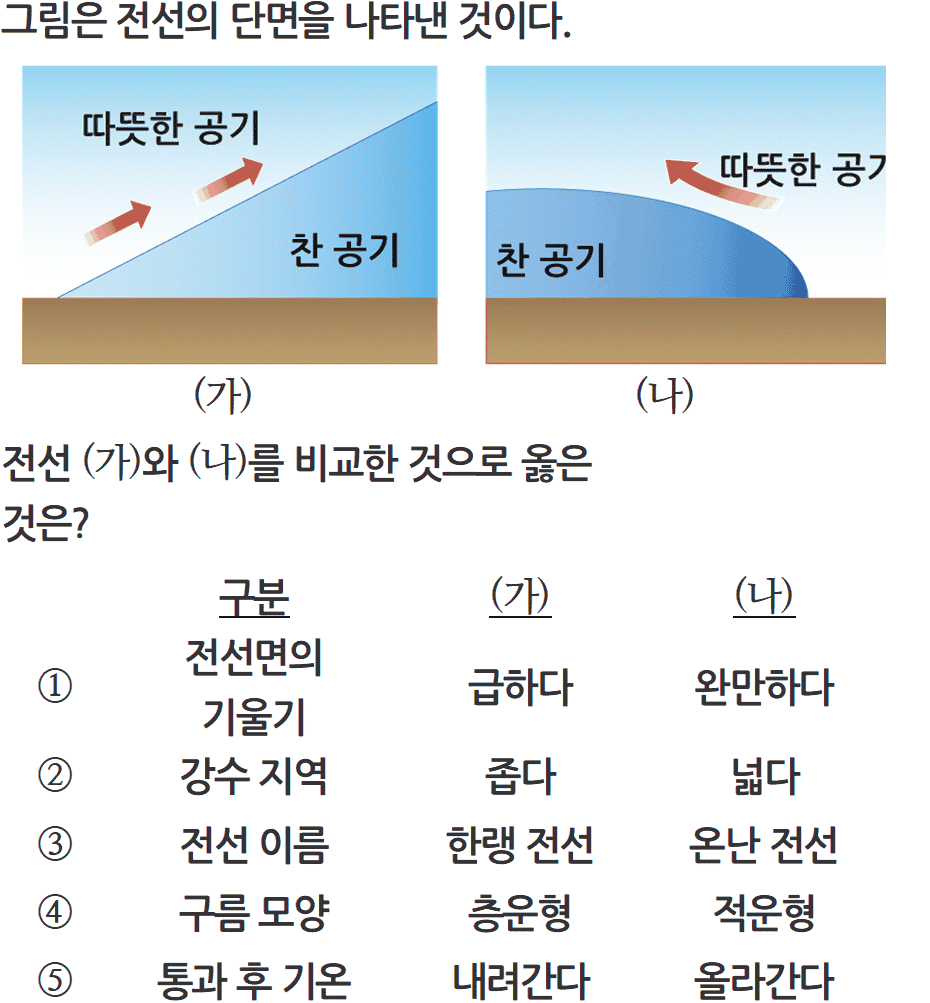 그림은 전선의 단면을 나타낸 것이다.
따뜻한 공기
찬 공기
(가)
따뜻한 공기
찬 공기
(나)
전선 (가)와 (나)를 비교한 것으로 옳은
것은?
구분 (가) (나)
① 전선면의 기울기 급하다 완만하다
② 강수 지역 좁다 넓다
③ 전선 이름 한랭 전선 온난 전선
④ 구름 모양 층운형 적운형
⑤ 통과 후 기온 내려간다 올라간다